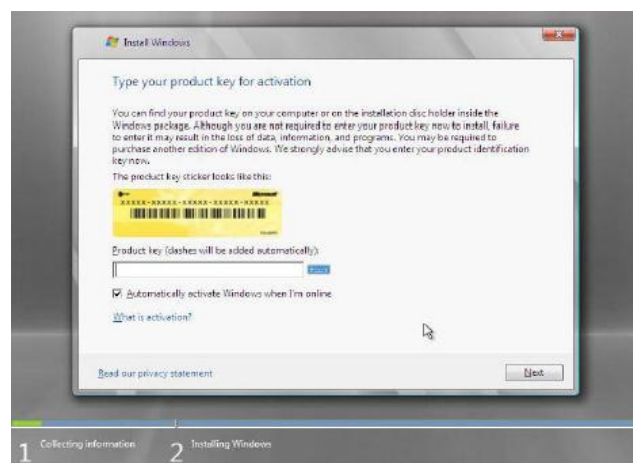 Install Windows
Type your product key for activation
You can find your product key on your computer or on the installation disc holder inside the
Windows package. Although you are not required to enter your product key now to install, failure
to enter it may result in the loss of data, information, and programs. You may be required to
purchase another edition of Windows. We strongly advise that you enter your product identification
key now.
The product key sticker looks like this:
Microsoft
XXXXX-XXXXX-XXXXX-XXXXX-XXXXX
Product key (dashes will be added automatically):
Automatically activate Windows when I'm online
What is activation?
Read our privacy statement
Next
1 Collecting information 2 Installing Windows